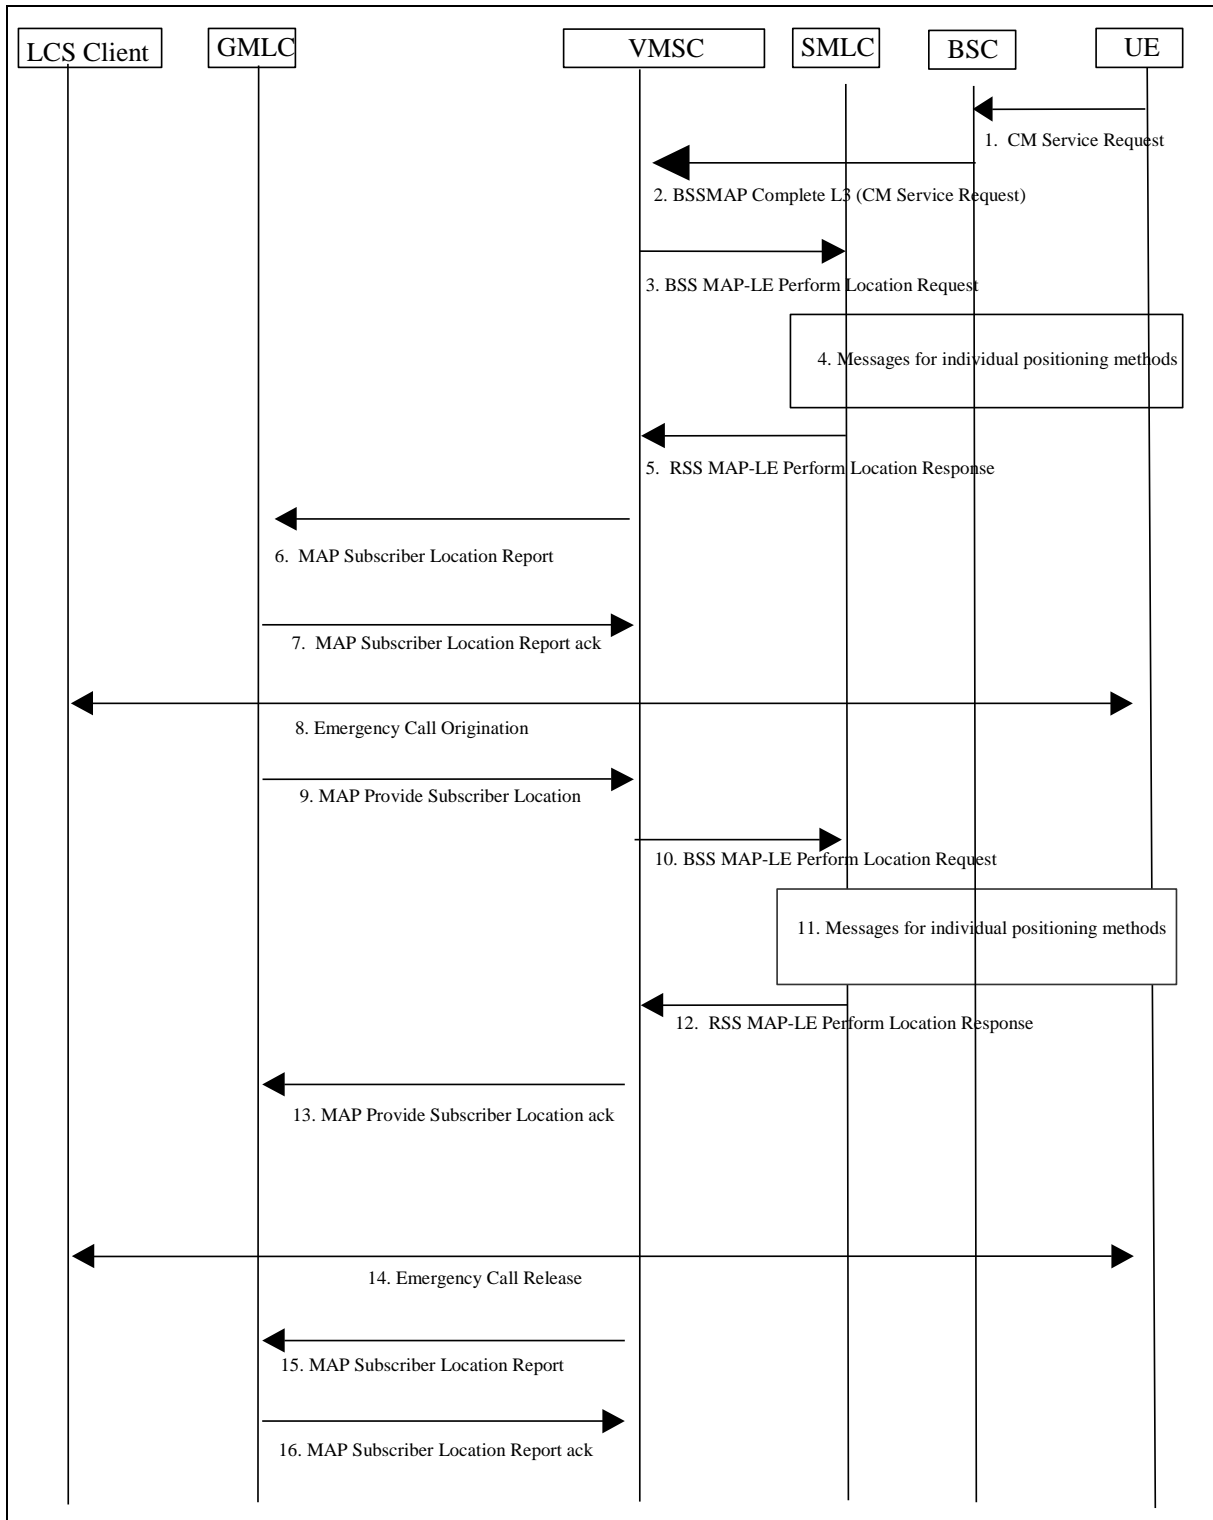 LCS Client
GMLC
VMSC
SMLC
BSC
UE
1. CM Service Request
2. BSSMAP Complete L3 (CM Service Request)
3. BSS MAP-LE Perform Location Request
4. Messages for individual positioning methods
5. RSS MAP-LE Perform Location Response
6. MAP Subscriber Location Report
7. MAP Subscriber Location Report ack
8. Emergency Call Origination
9. MAP Provide Subscriber Location
10. BSS MAP-LE Perform Location Request
11. Messages for individual positioning methods
12. RSS MAP-LE Perform Location Response
13. MAP Provide Subscriber Location ack
14. Emergency Call Release
15. MAP Subscriber Location Report
16. MAP Subscriber Location Report ack